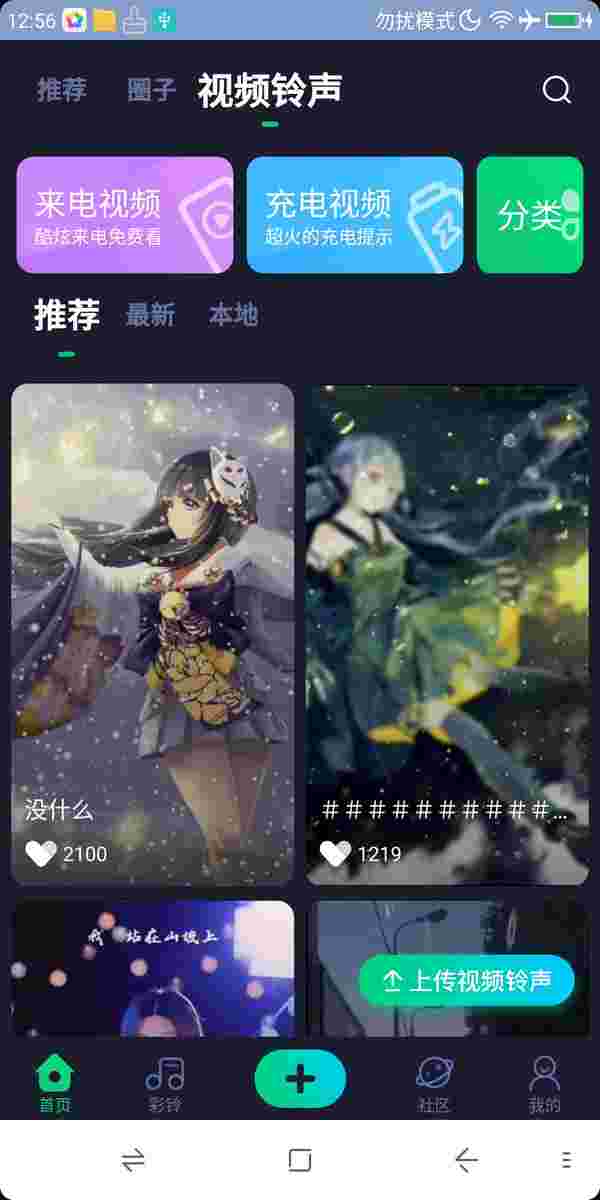 12:56 勿扰模式
推荐 圈子 视频铃声
来电视频 充电视频 分类
酷炫来电免费看 超火的充电提示
推荐 最新 本地
没什么 ##########...
2100 1219
站在山坡上
上传视频铃声
首页 彩铃 社区 我的